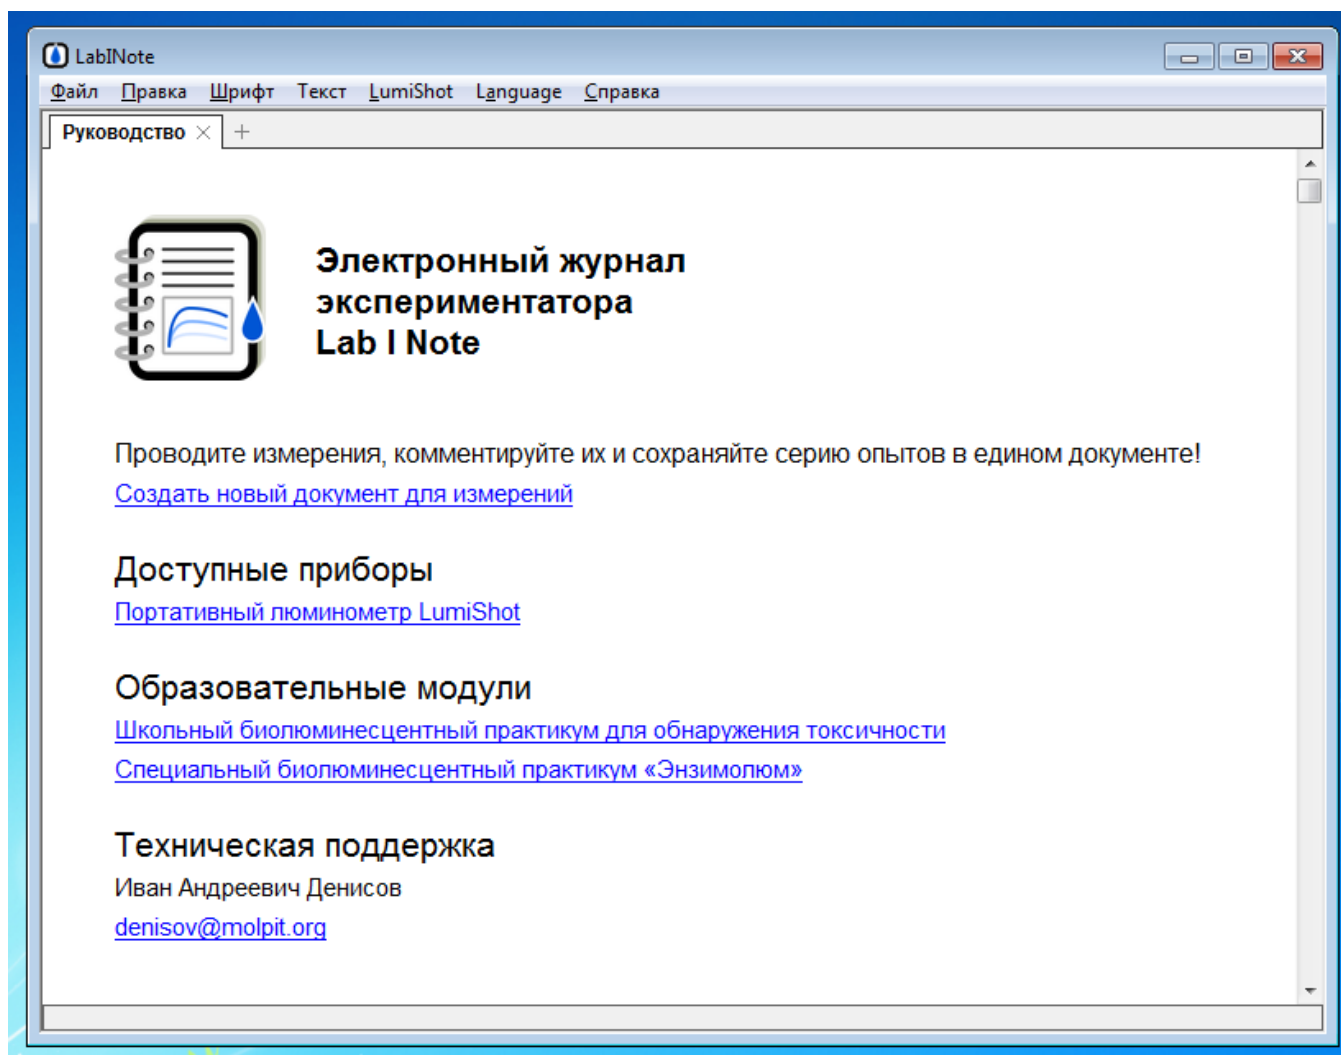 LabINote
Файл Правка Шрифт Текст LumiShot Language Справка
Руководство
Электронный журнал
экспериментатора
Lab I Note
Проводите измерения, комментируйте их и сохраняйте серию опытов в едином документе!
Создать новый документ для измерений
Доступные приборы
Портативный люминометр LumiShot
Образовательные модули
Школьный биолюминесцентный практикум для обнаружения токсичности
Специальный биолюминесцентный практикум «Энзимолюм»
Техническая поддержка
Иван Андреевич Денисов
denisov@molpit.org